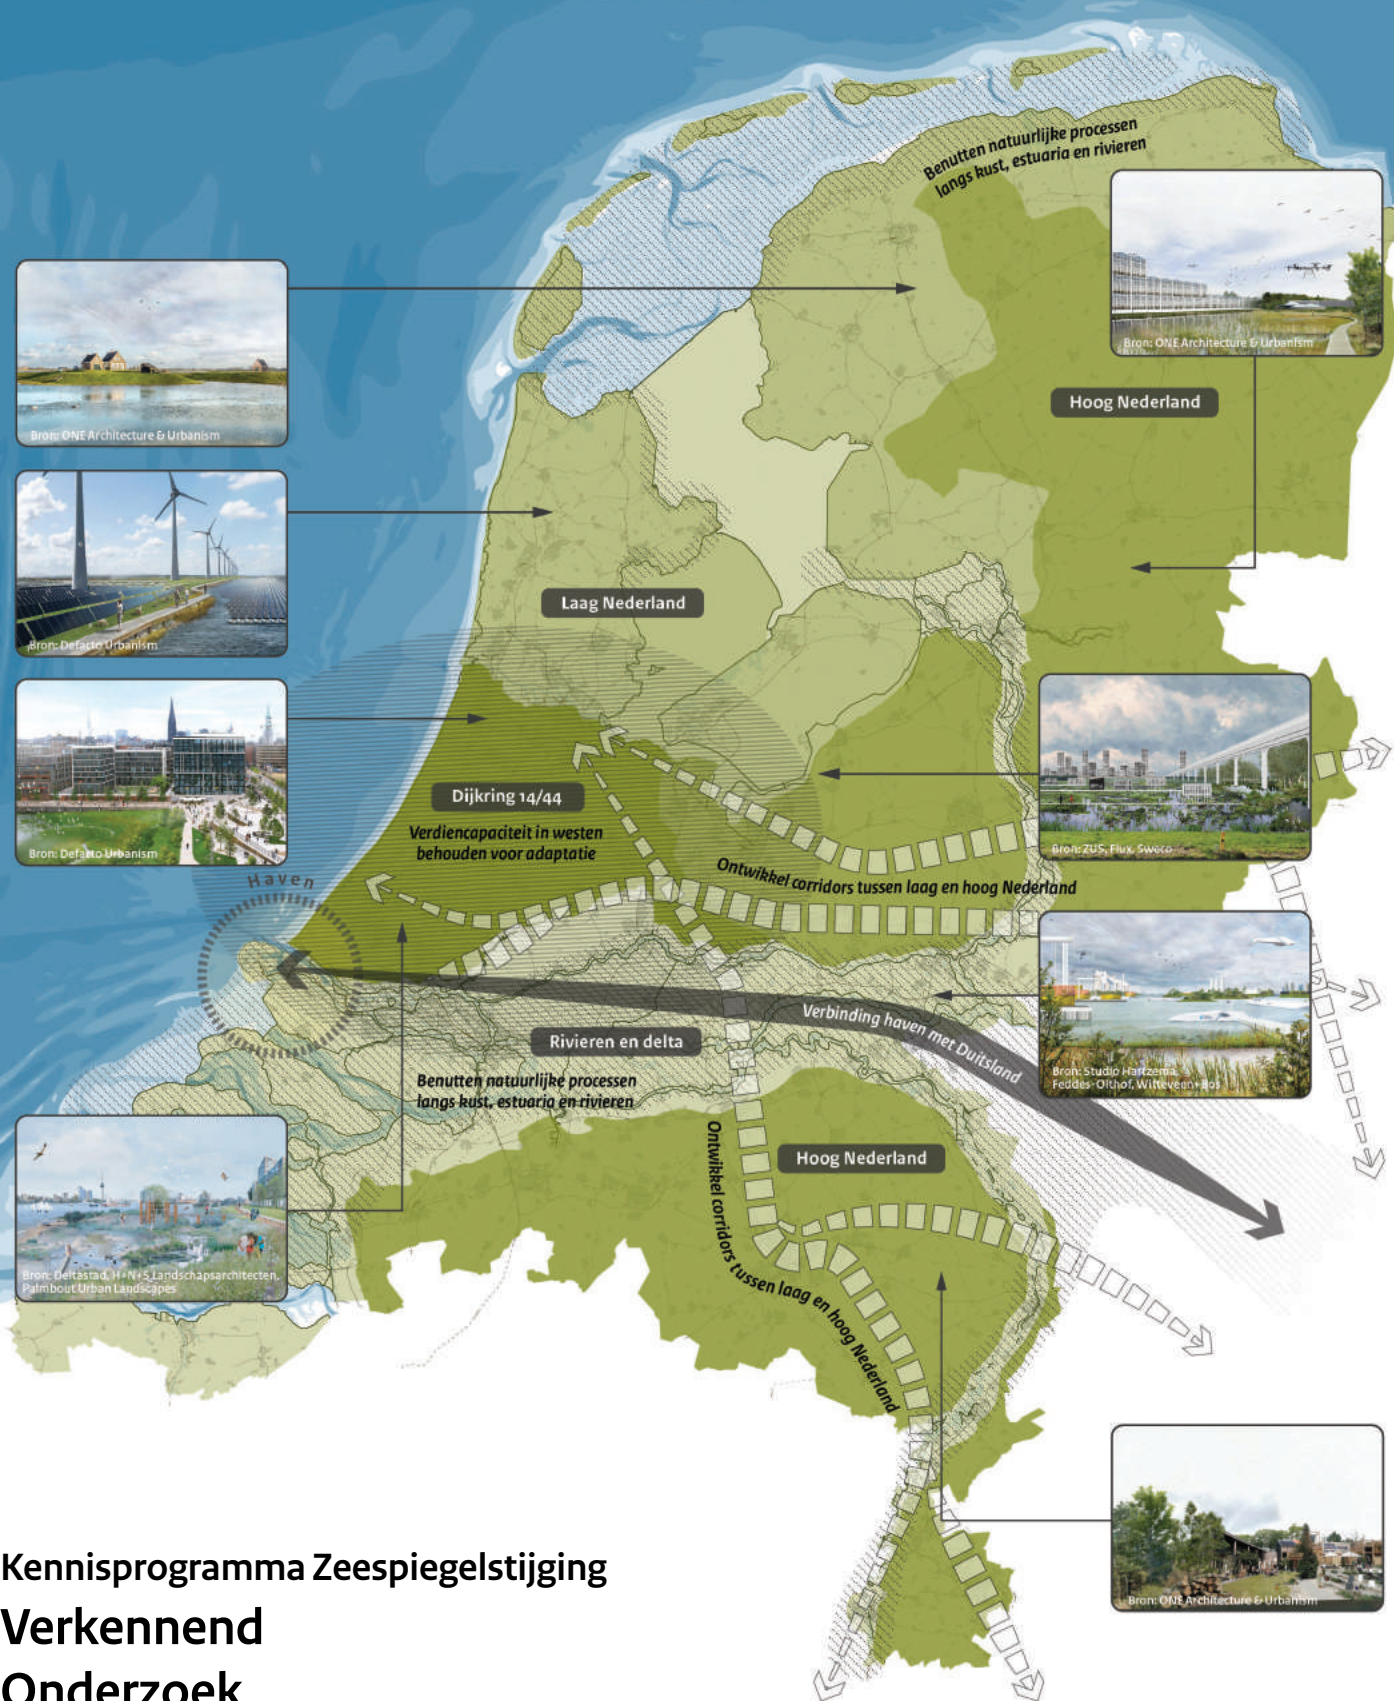 Benutten natuurlijke processen
langs kust, estuaria en rivieren
Bron: ONE Architecture & Urbanism
Hoog Nederland
Bron: ONE Architecture & Urbanism
Laag Nederland
Bron: Defacto Urbanism
Dijkring 14/44
Verdiencapaciteit in westen
behouden voor adaptatie
Bron: Defacto Urbanism
Bron: ZUS, Flux, Sweco
Haven
Ontwikkel corridors tussen laag en hoog Nederland
Verbinding haven met Duitsland
Rivieren en delta
Bron: Studio Hartzema,
Feddes-Olthof, Witteveen+Bos
Benutten natuurlijke processen
langs kust, estuaria en rivieren
Hoog Nederland
Ontwikkel corridors tussen laag en hoog Nederland
Bron: Deltastad, H+N+S Landschapsarchitecten,
Palmbout Urban Landscapes
Bron: ONE Architecture & Urbanism
Kennisprogramma Zeespiegelstijging
Verkennend
Onderzoek